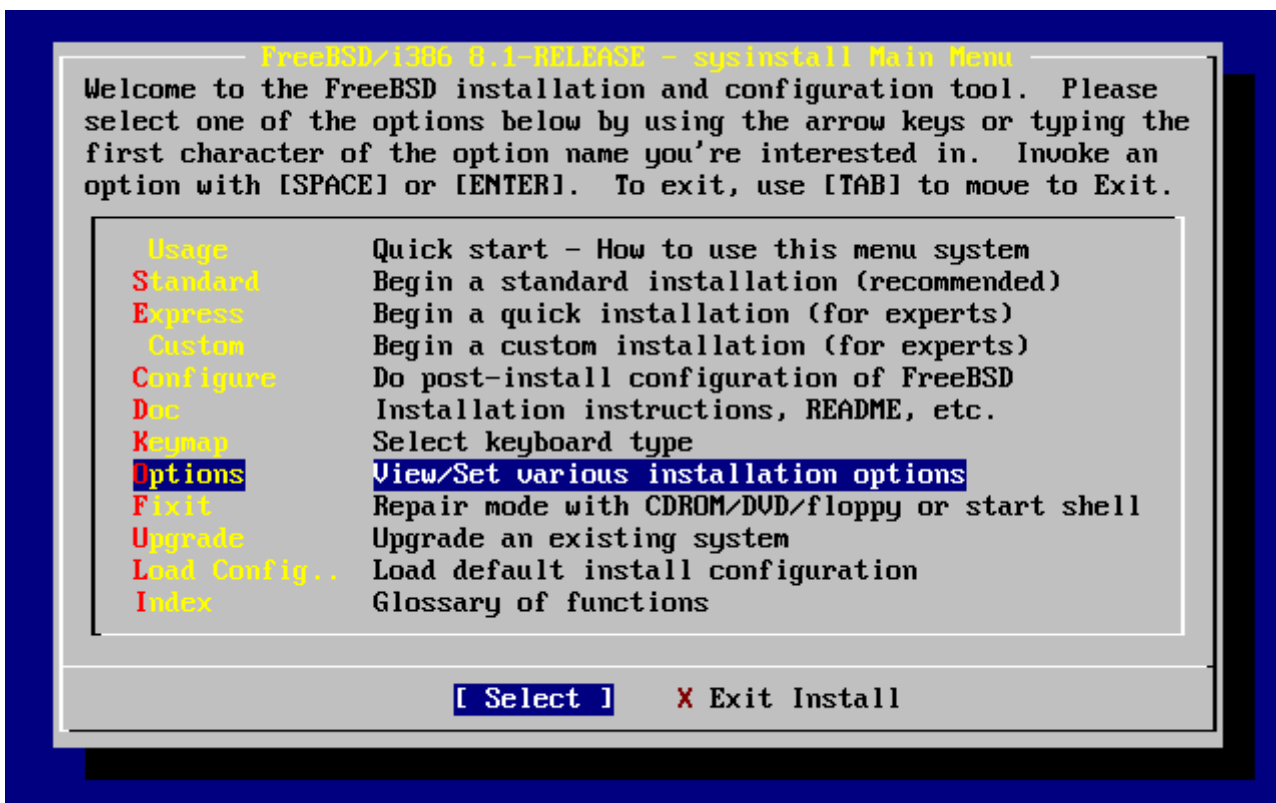 FreeBSD/i386 8.1-RELEASE - sysinstall Main Menu
Welcome to the FreeBSD installation and configuration tool.  Please
select one of the options below by using the arrow keys or typing the
first character of the option name you're interested in.  Invoke an
option with [SPACE] or [ENTER].  To exit, use [TAB] to move to Exit.
Usage Quick start - How to use this menu system
Standard Begin a standard installation (recommended)
Express Begin a quick installation (for experts)
Custom Begin a custom installation (for experts)
Configure Do post-install configuration of FreeBSD
Doc Installation instructions, README, etc.
Keymap Select keyboard type
Options View/Set various installation options
Fixit Repair mode with CDROM/DVD/floppy or start shell
Upgrade Upgrade an existing system
Load Config.. Load default install configuration
Index Glossary of functions
[ Select ] X Exit Install